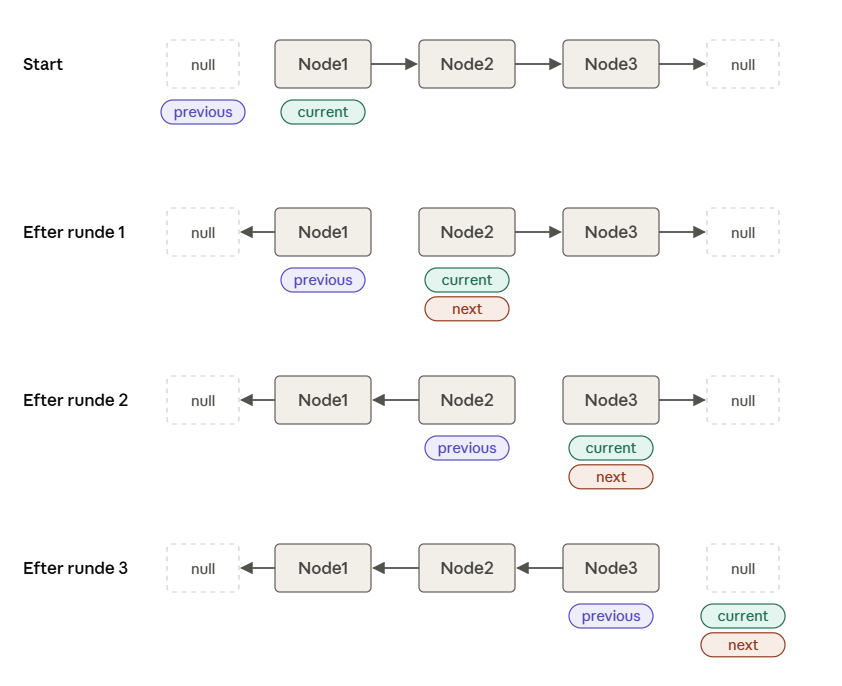 Start null Node1 Node2 Node3 null
previous current
Efter runde 1 null Node1 Node2 Node3 null
previous current
next
Efter runde 2 null Node1 Node2 Node3 null
previous current
next
Efter runde 3 null Node1 Node2 Node3 null
previous current
next